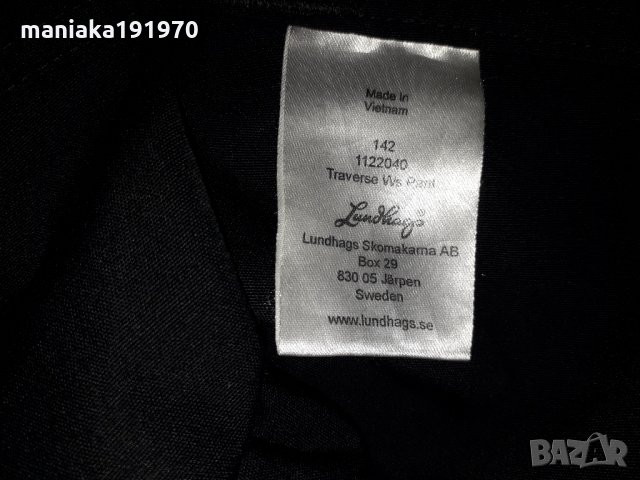 maniaka191970
Made in
Vietnam
142
1122040
Traverse Ws Pant
Lundhags
Lundhags Skomakarna AB
Box 29
830 05 Järpen
Sweden
www.lundhags.se
BAZAR